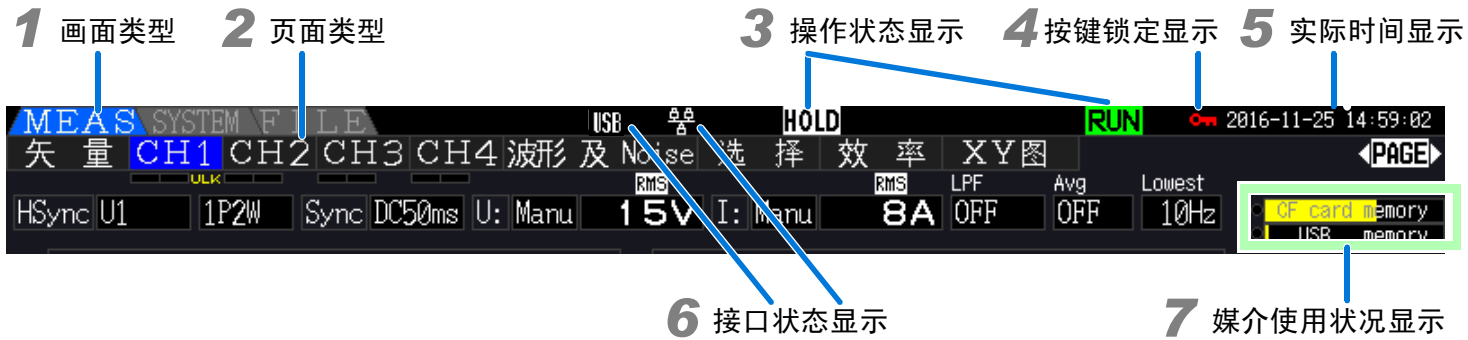 1 画面类型 2 页面类型 3 操作状态显示 4 按键锁定显示 5 实际时间显示
MEAS SYSTEM FILE USB HOLD RUN 2016-11-25 14:59:02
矢量 CH1 CH2 CH3 CH4 波形及Noise 选择 效率 XY图 PAGE
ULK RMS RMS LPF Avg Lowest
HSync U1 1P2W Sync DC50ms U: Manu 15V I: Manu 8A OFF OFF 10Hz CF card memory
USB memory
6 接口状态显示 7 媒介使用状况显示